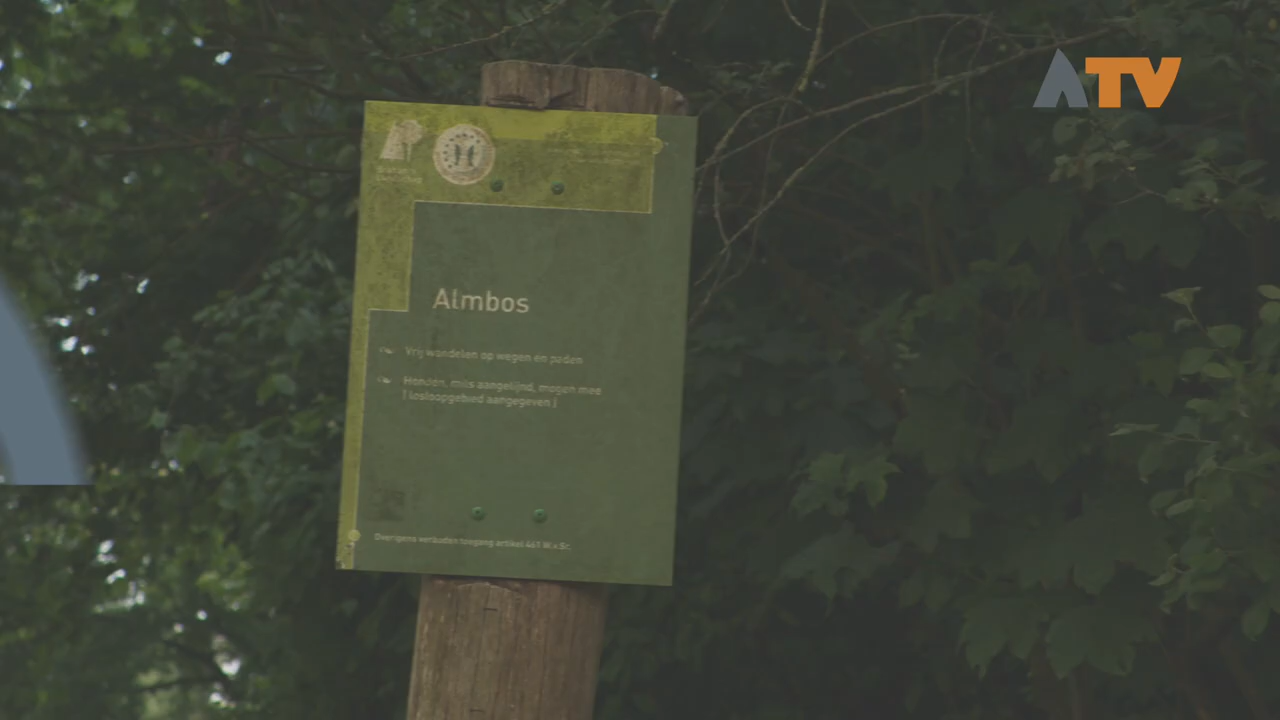 ATV
Almbos
Vrij wandelen op wegen en paden
Honden, mits aangelijnd, mogen mee
( losloopgebied aangegeven )
Overigens verboden toegang artikel 461 W.v.Sr.